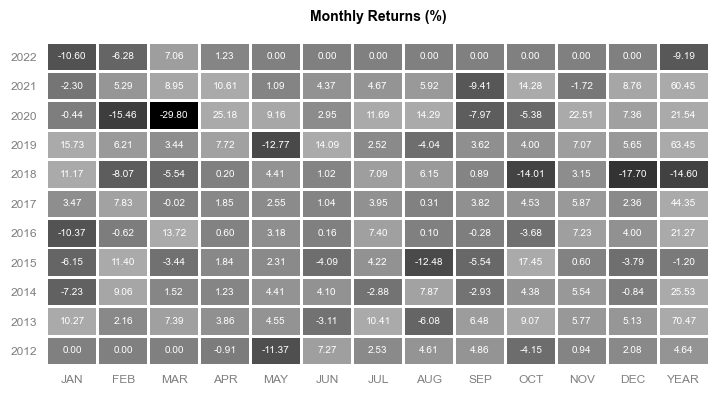 Monthly Returns (%)
2022 -10.60 -6.28 7.06 1.23 0.00 0.00 0.00 0.00 0.00 0.00 0.00 0.00 -9.19
2021 -2.30 5.29 8.95 10.61 1.09 4.37 4.67 5.92 -9.41 14.28 -1.72 8.76 60.45
2020 -0.44 -15.46 -29.80 25.18 9.16 2.95 11.69 14.29 -7.97 -5.38 22.51 7.36 21.54
2019 15.73 6.21 3.44 7.72 -12.77 14.09 2.52 -4.04 3.62 4.00 7.07 5.65 63.45
2018 11.17 -8.07 -5.54 0.20 4.41 1.02 7.09 6.15 0.89 -14.01 3.15 -17.70 -14.60
2017 3.47 7.83 -0.02 1.85 2.55 1.04 3.95 0.31 3.82 4.53 5.87 2.36 44.35
2016 -10.37 -0.62 13.72 0.60 3.18 0.16 7.40 0.10 -0.28 -3.68 7.23 4.00 21.27
2015 -6.15 11.40 -3.44 1.84 2.31 -4.09 4.22 -12.48 -5.54 17.45 0.60 -3.79 -1.20
2014 -7.23 9.06 1.52 1.23 4.41 4.10 -2.88 7.87 -2.93 4.38 5.54 -0.84 25.53
2013 10.27 2.16 7.39 3.86 4.55 -3.11 10.41 -6.08 6.48 9.07 5.77 5.13 70.47
2012 0.00 0.00 0.00 -0.91 -11.37 7.27 2.53 4.61 4.86 -4.15 0.94 2.08 4.64
JAN FEB MAR APR MAY JUN JUL AUG SEP OCT NOV DEC YEAR